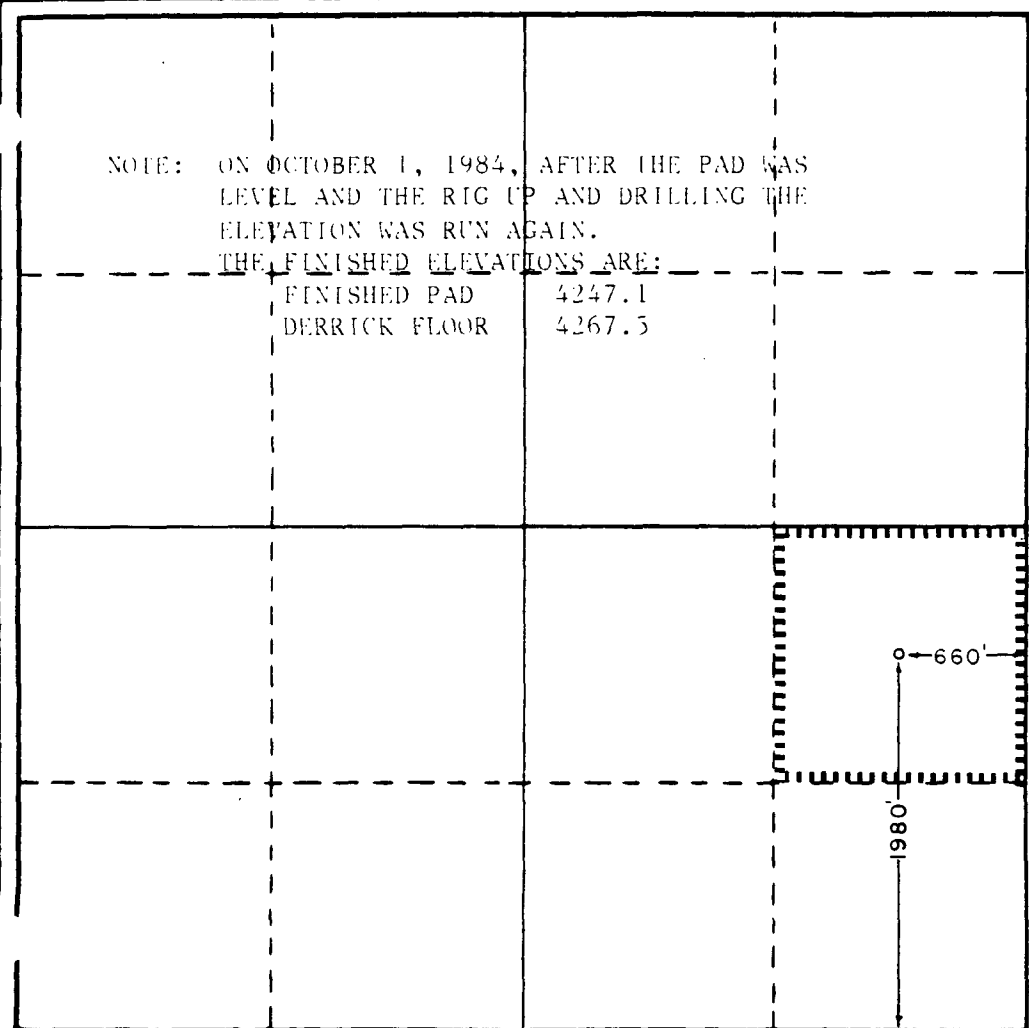 NOTE: ON OCTOBER 1, 1984, AFTER THE PAD WAS
LEVEL AND THE RIG UP AND DRILLING THE
ELEVATION WAS RUN AGAIN.
THE FINISHED ELEVATIONS ARE:
FINISHED PAD 4247.1
DERRICK FLOOR 4267.5
660'
1980'